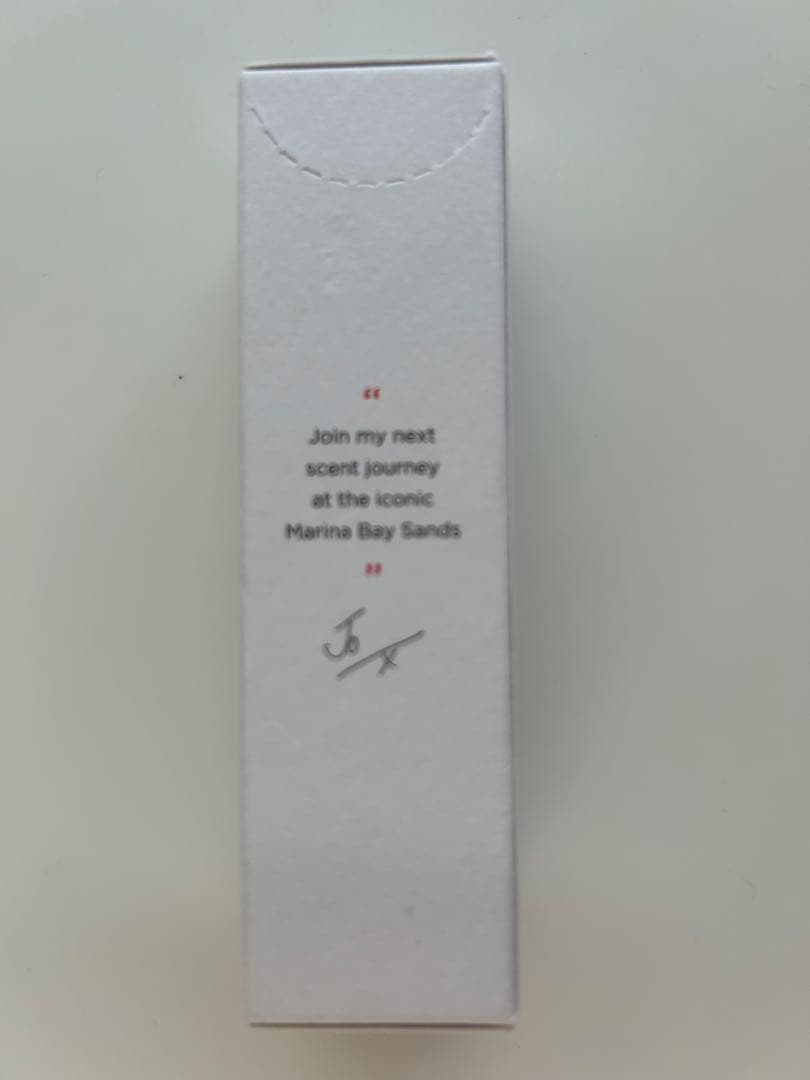 “
Join my next
scent journey
at the iconic
Marina Bay Sands
”
Jo x